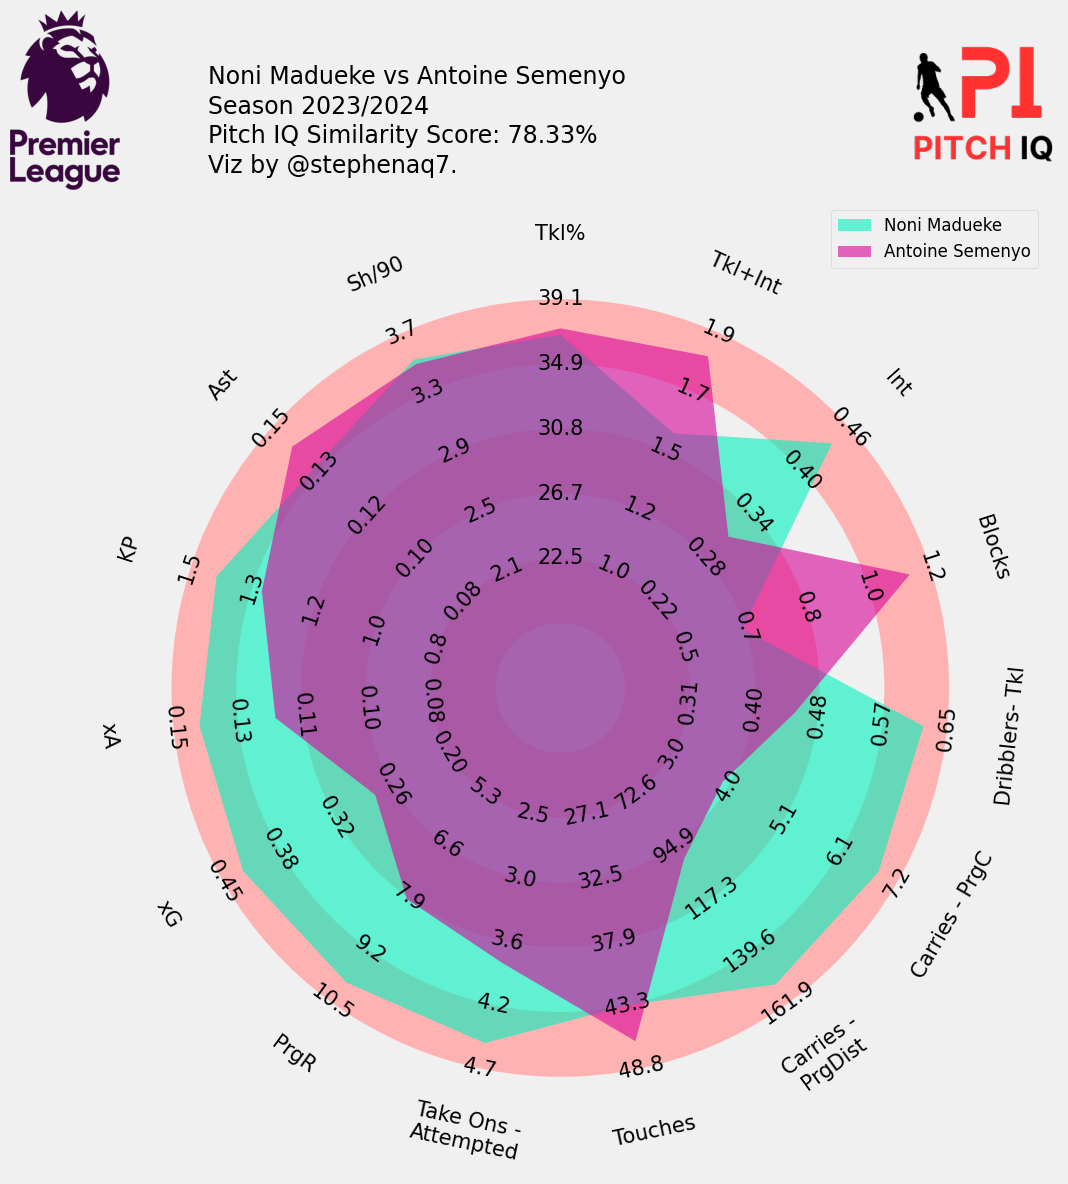 Premier
League
Noni Madueke vs Antoine Semenyo
Season 2023/2024
Pitch IQ Similarity Score: 78.33%
Viz by @stephenaq7.
PI
PITCH IQ
Noni Madueke
Antoine Semenyo
Tkl%
39.1
34.9
30.8
26.7
22.5
Tkl+Int
1.9
1.7
1.5
1.2
1.0
Int
0.46
0.40
0.34
0.28
0.22
Blocks
1.2
1.0
0.8
0.7
0.5
Dribblers- Tkl
0.65
0.57
0.48
0.40
0.31
Carries - PrgC
7.2
6.1
5.1
4.0
3.0
Carries -
PrgDist
161.9
139.6
117.3
94.9
72.6
Touches
48.8
43.3
37.9
32.5
27.1
Take Ons -
Attempted
4.7
4.2
3.6
3.0
2.5
PrgR
10.5
9.2
7.9
6.6
5.3
xG
0.45
0.38
0.32
0.26
0.20
xA
0.15
0.13
0.11
0.10
0.08
KP
1.5
1.3
1.2
1.0
0.8
Ast
0.15
0.13
0.12
0.10
0.08
Sh/90
3.7
3.3
2.9
2.5
2.1